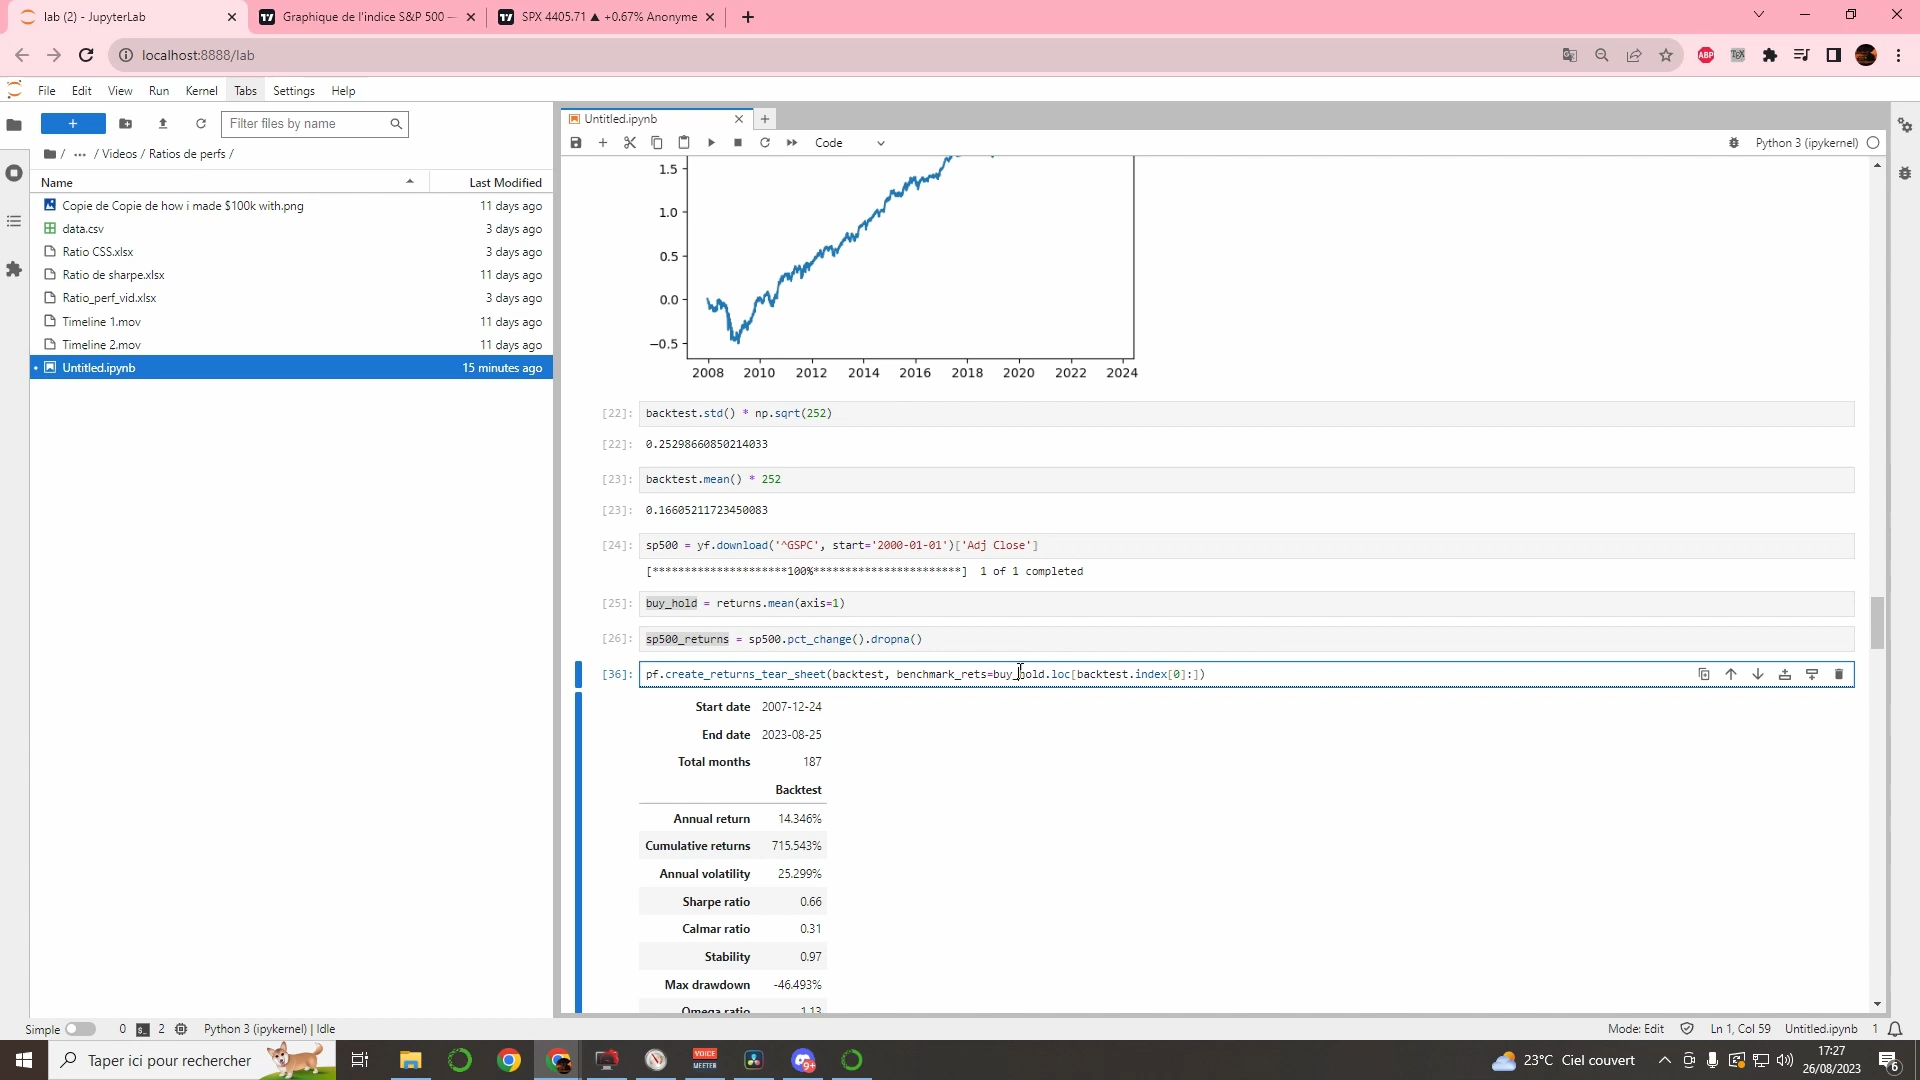 lab (2) - JupyterLab
Graphique de l'indice S&P 500 —
SPX 4405.71 ▲ +0.67% Anonyme
localhost:8888/lab
ABP
TeX
File Edit View Run Kernel Tabs Settings Help
Filter files by name
/ ··· / Videos / Ratios de perfs /
Name Last Modified
Copie de Copie de how i made $100k with.png 11 days ago
data.csv 3 days ago
Ratio CSS.xlsx 3 days ago
Ratio de sharpe.xlsx 11 days ago
Ratio_perf_vid.xlsx 3 days ago
Timeline 1.mov 11 days ago
Timeline 2.mov 11 days ago
Untitled.ipynb 15 minutes ago
Untitled.ipynb
Code
Python 3 (ipykernel)
1.5
1.0
0.5
0.0
−0.5
2008 2010 2012 2014 2016 2018 2020 2022 2024
[22]: backtest.std() * np.sqrt(252)
[22]: 0.25298660850214033
[23]: backtest.mean() * 252
[23]: 0.16605211723450083
[24]: sp500 = yf.download('^GSPC', start='2000-01-01')['Adj Close']
[*********************100%***********************]  1 of 1 completed
[25]: buy_hold = returns.mean(axis=1)
[26]: sp500_returns = sp500.pct_change().dropna()
[36]: pf.create_returns_tear_sheet(backtest, benchmark_rets=buy_hold.loc[backtest.index[0]:])
Start date 2007-12-24
End date 2023-08-25
Total months 187
Backtest
Annual return 14.346%
Cumulative returns 715.543%
Annual volatility 25.299%
Sharpe ratio 0.66
Calmar ratio 0.31
Stability 0.97
Max drawdown -46.493%
Omega ratio 1.13
Simple 0 2 Python 3 (ipykernel) | Idle
Mode: Edit Ln 1, Col 59 Untitled.ipynb 1
Taper ici pour rechercher
VOICE MEETER
9+
23°C Ciel couvert
17:27
26/08/2023
6